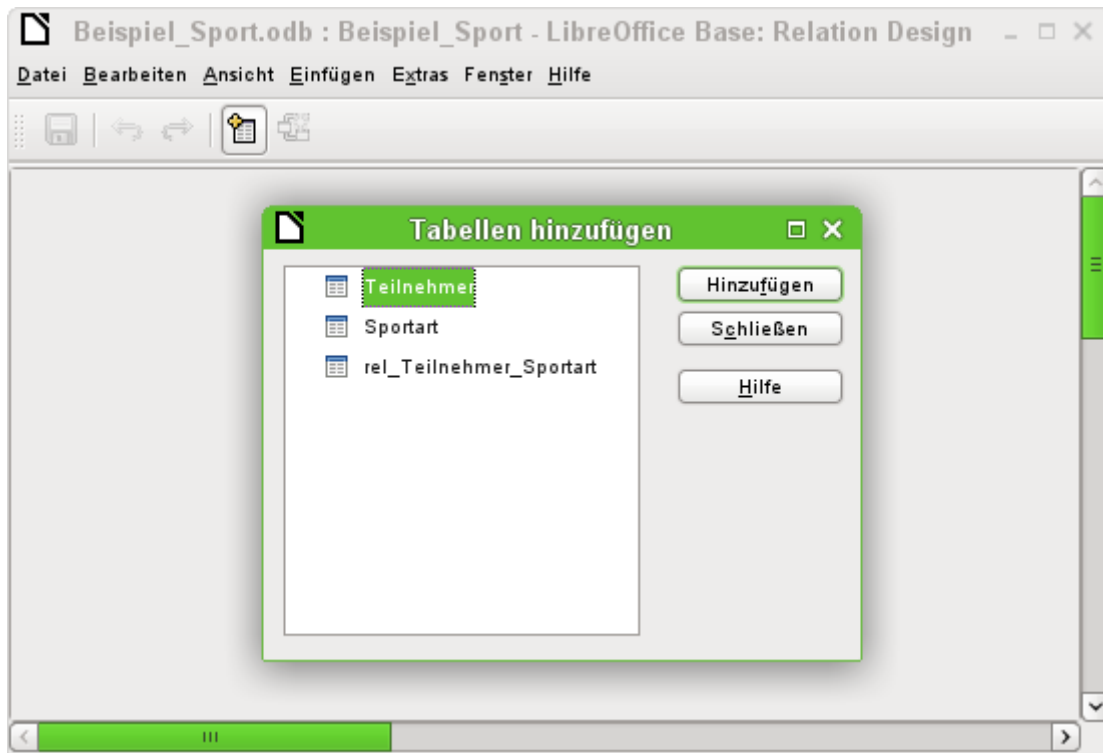 Beispiel_Sport.odb : Beispiel_Sport - LibreOffice Base: Relation Design
Datei Bearbeiten Ansicht Einfügen Extras Fenster Hilfe
Tabellen hinzufügen
Teilnehmer
Hinzufügen
Sportart
Schließen
rel_Teilnehmer_Sportart
Hilfe